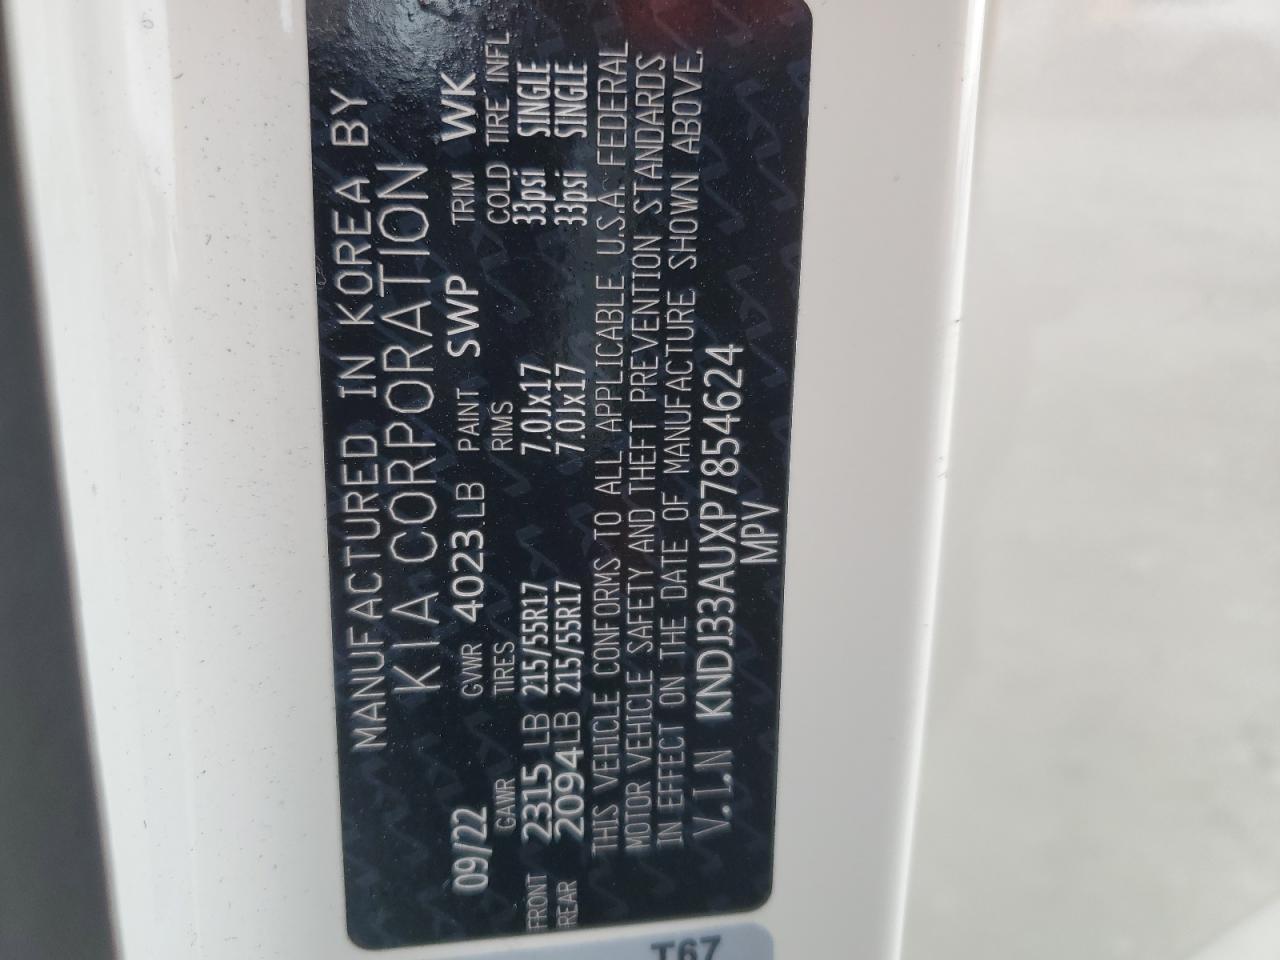 MANUFACTURED IN KOREA BY
KIA CORPORATION
09/22 GVWR 4023 LB PAINT SWP TRIM WK
GAWR TIRES RIMS COLD TIRE INFL
FRONT 2315 LB 215/55R17 7.0Jx17 33psi SINGLE
REAR 2094 LB 215/55R17 7.0Jx17 33psi SINGLE
THIS VEHICLE CONFORMS TO ALL APPLICABLE U.S.A. FEDERAL
MOTOR VEHICLE SAFETY AND THEFT PREVENTION STANDARDS
IN EFFECT ON THE DATE OF MANUFACTURE SHOWN ABOVE.
V.I.N KNDJ33AUXP7854624
MPV
T67